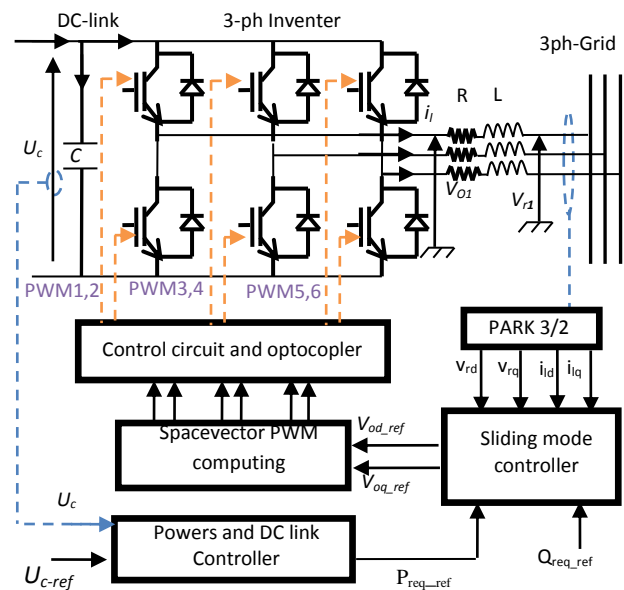 DC-link
3-ph Inventer
3ph-Grid
R
L
i_l
U_c
C
V_O1
V_r1
PWM1,2
PWM3,4
PWM5,6
PARK 3/2
Control circuit and optocopler
v_rd
v_rq
i_ld
i_lq
Spacevector PWM
computing
V_od_ref
V_oq_ref
Sliding mode
controller
U_c
Powers and DC link
Controller
U_c-ref
P_req_ref
Q_req_ref